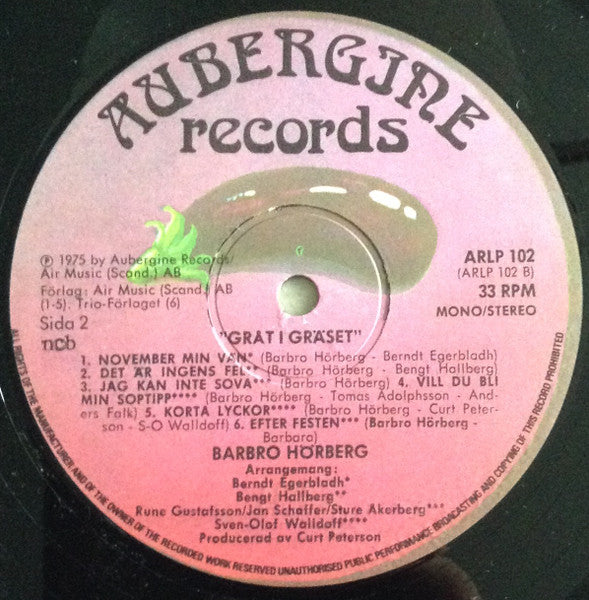 AUBERGINE
records
℗ 1975 by Aubergine Records/
Air Music (Scand.) AB
Förlag: Air Music (Scand.) AB
(1-5). Trio-Förlaget (6)
Sida 2
ncb
ARLP 102
(ARLP 102 B)
33 RPM
MONO/STEREO
"GRÅT I GRÄSET"
1. NOVEMBER MIN VÄN* (Barbro Hörberg - Berndt Egerbladh)
2. DET ÄR INGENS FEL** (Barbro Hörberg - Bengt Hallberg)
3. JAG KAN INTE SOVA*** (Barbro Hörberg) 4. VILL DU BLI
MIN SOPTIPP**** (Barbro Hörberg - Tomas Adolphsson - And-
ers Falk) 5. KORTA LYCKOR**** (Barbro Hörberg - Curt Peter-
son - S-O Walldoff) 6. EFTER FESTEN**** (Barbro Hörberg -
Barbara)
BARBRO HÖRBERG
Arrangemang:
Berndt Egerbladh*
Bengt Hallberg**
Rune Gustafsson/Jan Schaffer/Sture Åkerberg***
Sven-Olof Walldoff****
Producerad av Curt Peterson
ALL RIGHTS OF THE MANUFACTURER AND OF THE OWNER OF THE RECORDED WORK RESERVED UNAUTHORISED PUBLIC PERFORMANCE BROADCASTING AND COPYING OF THIS RECORD PROHIBITED